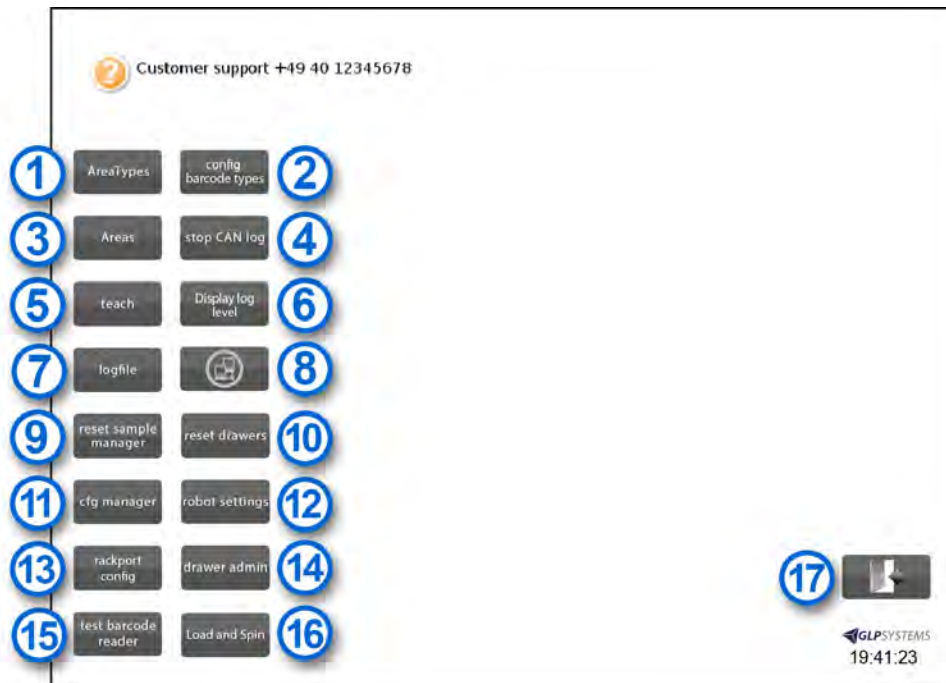 ?
Customer support +49 40 12345678
1
AreaTypes
config
barcode types
2
3
Areas
stop CAN log
4
5
teach
Display log
level
6
7
logfile
8
9
reset sample
manager
reset drawers
10
11
cfg manager
robot settings
12
13
rackport
config
drawer admin
14
15
test barcode
reader
Load and Spin
16
17
GLPSYSTEMS
19:41:23